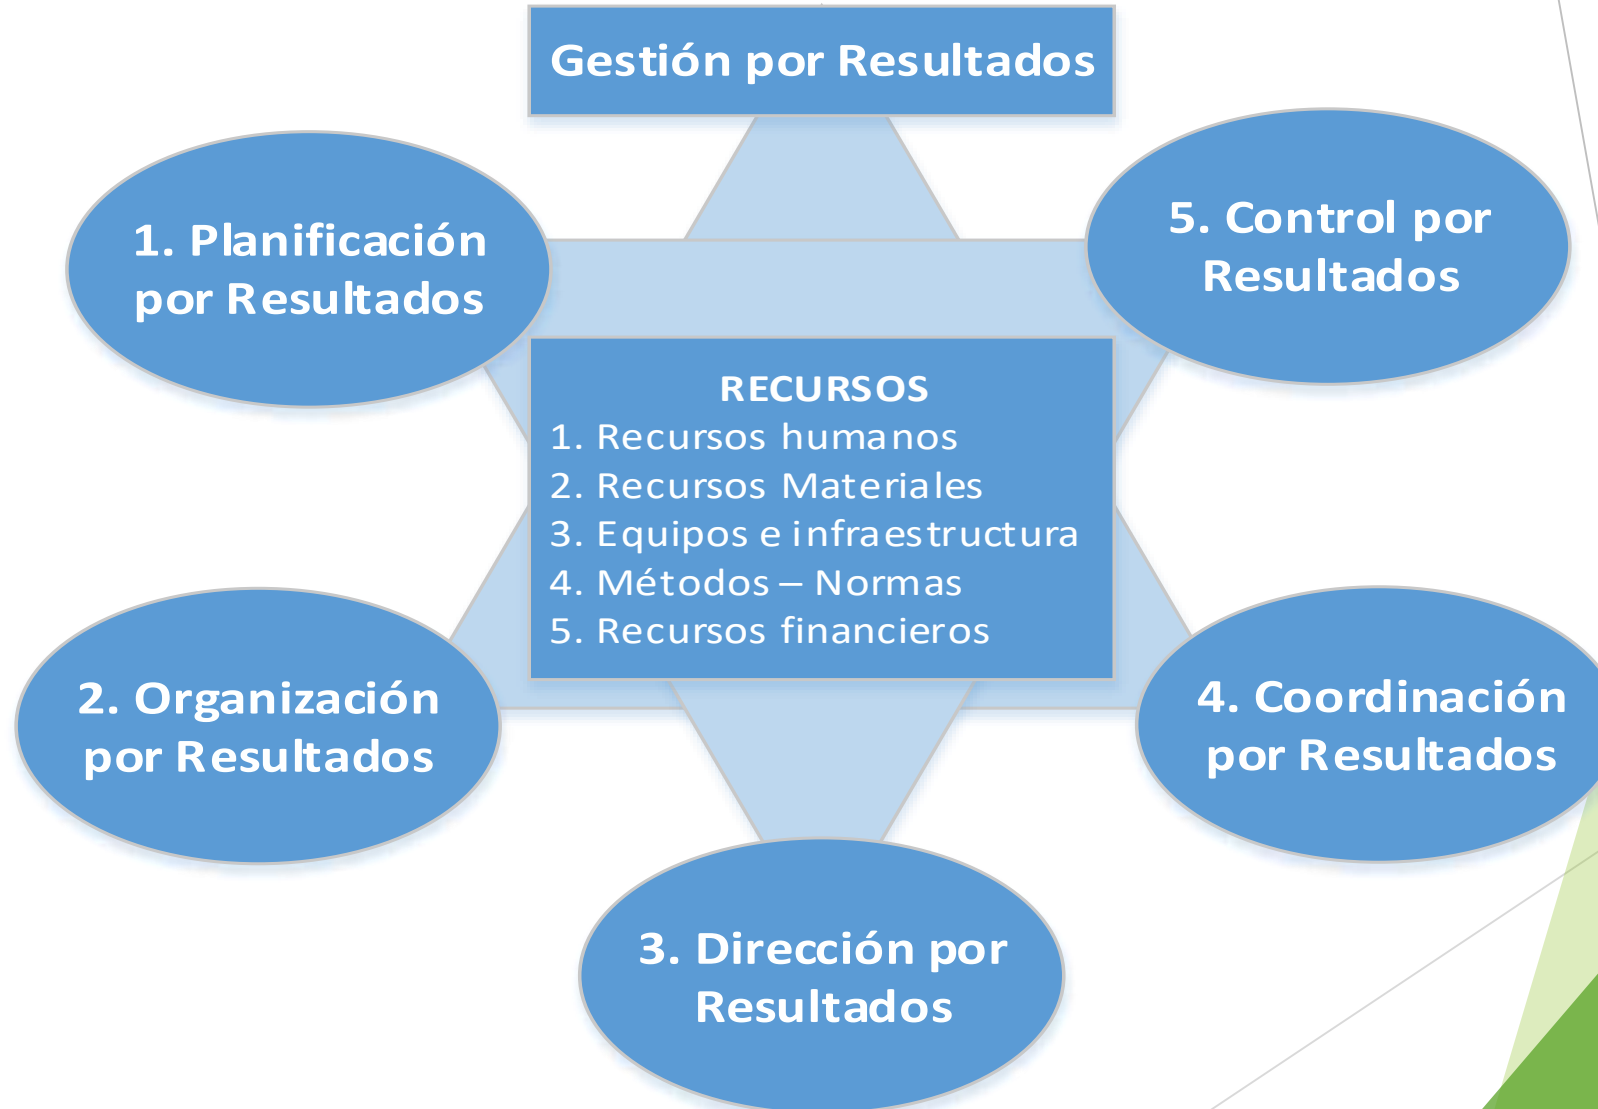 Gestión por Resultados
1. Planificación
por Resultados
5. Control por
Resultados
RECURSOS
1. Recursos humanos
2. Recursos Materiales
3. Equipos e infraestructura
4. Métodos – Normas
5. Recursos financieros
2. Organización
por Resultados
4. Coordinación
por Resultados
3. Dirección por
Resultados